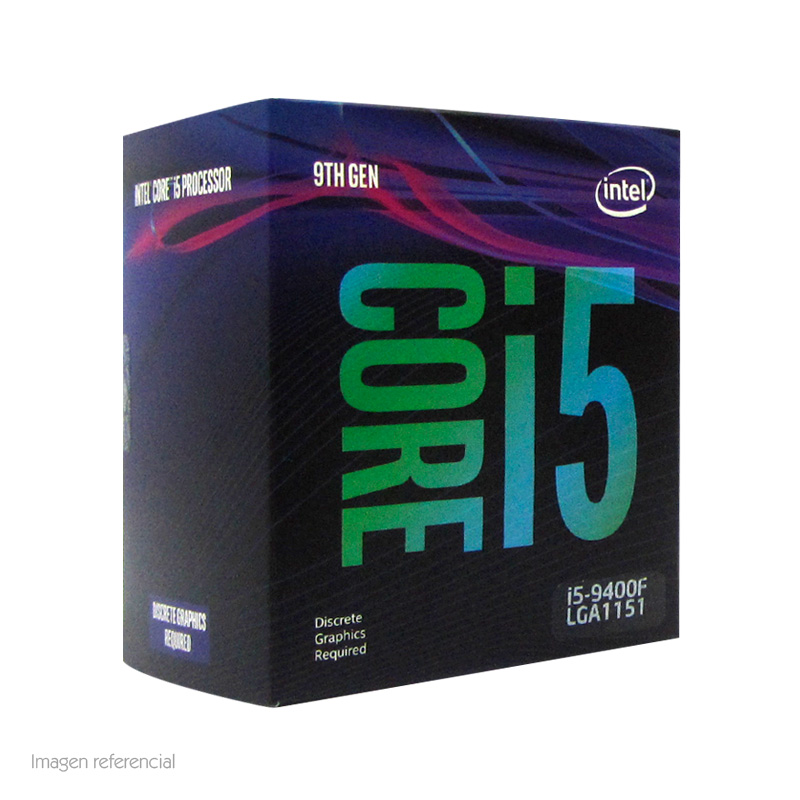 INTEL® CORE™ i5 PROCESSOR
9TH GEN
intel
CORE
i5
i5-9400F
LGA1151
Discrete
Graphics
Required
DISCRETE GRAPHICS
REQUIRED
Imagen referencial